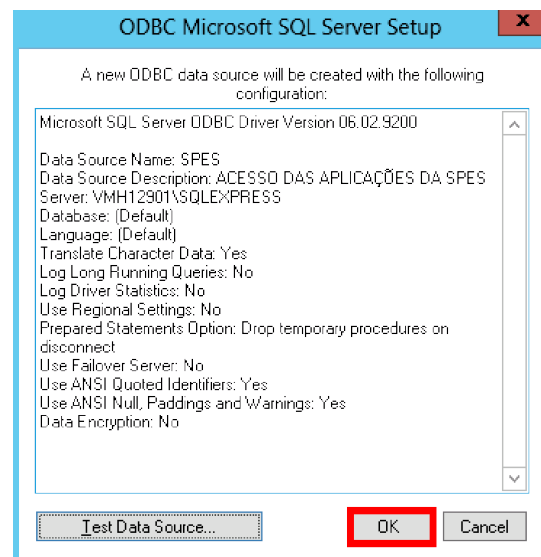 ODBC Microsoft SQL Server Setup
x
A new ODBC data source will be created with the following
configuration:
Microsoft SQL Server ODBC Driver Version 06.02.9200
Data Source Name: SPES
Data Source Description: ACESSO DAS APLICAÇÕES DA SPES
Server: VMH12901\SQLEXPRESS
Database: (Default)
Language: (Default)
Translate Character Data: Yes
Log Long Running Queries: No
Log Driver Statistics: No
Use Regional Settings: No
Prepared Statements Option: Drop temporary procedures on
disconnect
Use Failover Server: No
Use ANSI Quoted Identifiers: Yes
Use ANSI Null, Paddings and Warnings: Yes
Data Encryption: No
Test Data Source...
OK
Cancel